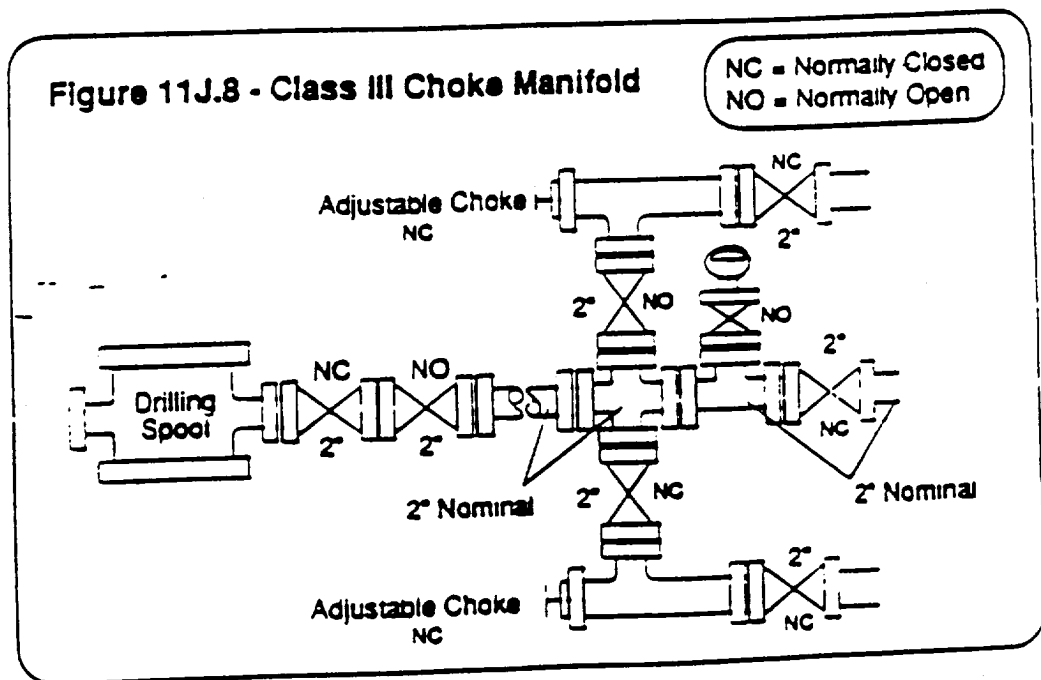 Figure 11J.8 - Class III Choke Manifold
NC = Normally Closed
NO = Normally Open
Adjustable Choke
NC
NC
2"
2"
NO
NO
2"
NC
NO
Drilling
Spool
2"
2"
NC
2" Nominal
2"
NC
2" Nominal
2"
Adjustable Choke
NC
NC